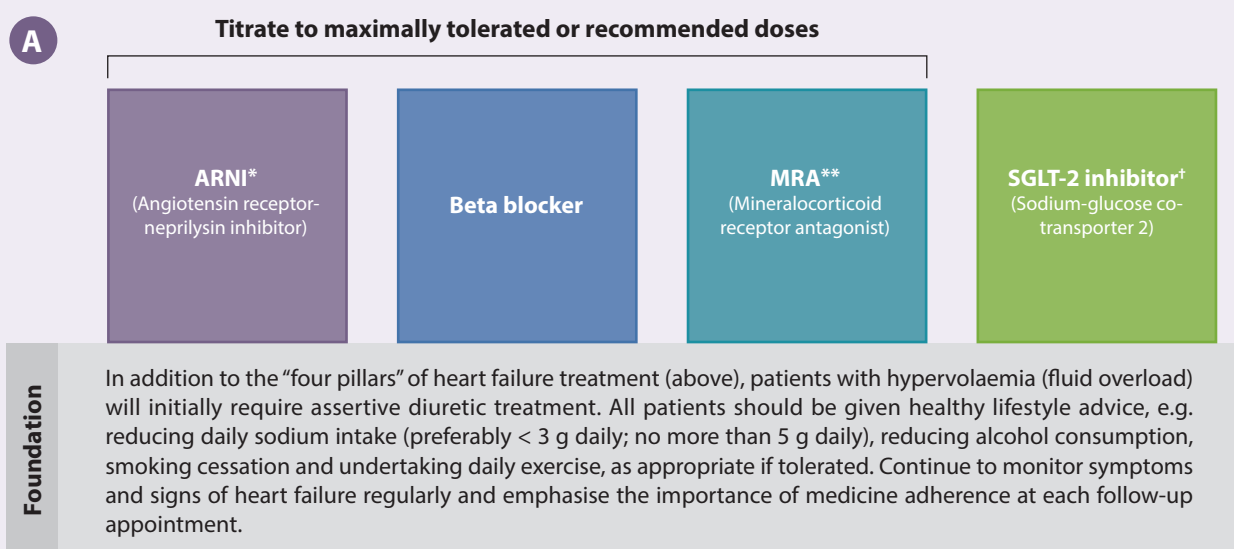 A
Titrate to maximally tolerated or recommended doses
ARNI*
(Angiotensin receptor-
neprilysin inhibitor)
Beta blocker
MRA**
(Mineralocorticoid
receptor antagonist)
SGLT-2 inhibitor†
(Sodium-glucose co-
transporter 2)
Foundation
In addition to the “four pillars” of heart failure treatment (above), patients with hypervolaemia (fluid overload)
will initially require assertive diuretic treatment. All patients should be given healthy lifestyle advice, e.g.
reducing daily sodium intake (preferably < 3 g daily; no more than 5 g daily), reducing alcohol consumption,
smoking cessation and undertaking daily exercise, as appropriate if tolerated. Continue to monitor symptoms
and signs of heart failure regularly and emphasise the importance of medicine adherence at each follow-up
appointment.